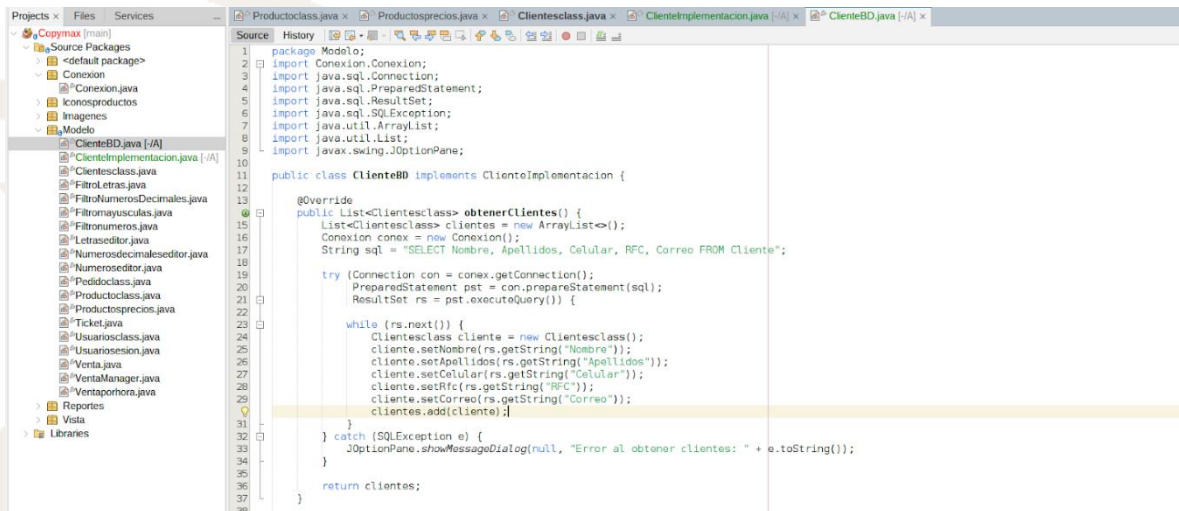 Projects × Files Services
Copymax [main]
Source Packages
<default package>
Conexion
Conexion.java
Iconosproductos
Imagenes
Modelo
ClienteBD.java [-/A]
ClienteImplementacion.java [-/A]
Clientesclass.java
FiltroLetras.java
FiltroNumerosDecimales.java
Filtromayusculas.java
Filtronumeros.java
Letraseditor.java
Numerosdecimaleseditor.java
Numeroseditor.java
Pedidoclass.java
Productoclass.java
Productosprecios.java
Ticket.java
Usuariosclass.java
Usuariosesion.java
Venta.java
VentaManager.java
Ventaporhora.java
Reportes
Vista
Libraries
Productoclass.java × Productosprecios.java × Clientesclass.java × ClienteImplementacion.java [-/A] × ClienteBD.java [-/A] ×
Source History
1 package Modelo;
2 import Conexion.Conexion;
3 import java.sql.Connection;
4 import java.sql.PreparedStatement;
5 import java.sql.ResultSet;
6 import java.sql.SQLException;
7 import java.util.ArrayList;
8 import java.util.List;
9 import javax.swing.JOptionPane;
10
11 public class ClienteBD implements ClienteImplementacion {
12
13 @Override
public List<Clientesclass> obtenerClientes() {
15 List<Clientesclass> clientes = new ArrayList<>();
16 Conexion conex = new Conexion();
17 String sql = "SELECT Nombre, Apellidos, Celular, RFC, Correo FROM Cliente";
18
19 try (Connection con = conex.getConnection();
20 PreparedStatement pst = con.prepareStatement(sql);
21 ResultSet rs = pst.executeQuery()) {
22
23 while (rs.next()) {
24 Clientesclass cliente = new Clientesclass();
25 cliente.setNombre(rs.getString("Nombre"));
26 cliente.setApellidos(rs.getString("Apellidos"));
27 cliente.setCelular(rs.getString("Celular"));
28 cliente.setRfc(rs.getString("RFC"));
29 cliente.setCorreo(rs.getString("Correo"));
clientes.add(cliente);
31 }
32 } catch (SQLException e) {
33 JOptionPane.showMessageDialog(null, "Error al obtener clientes: " + e.toString());
34 }
35
36 return clientes;
37 }
38